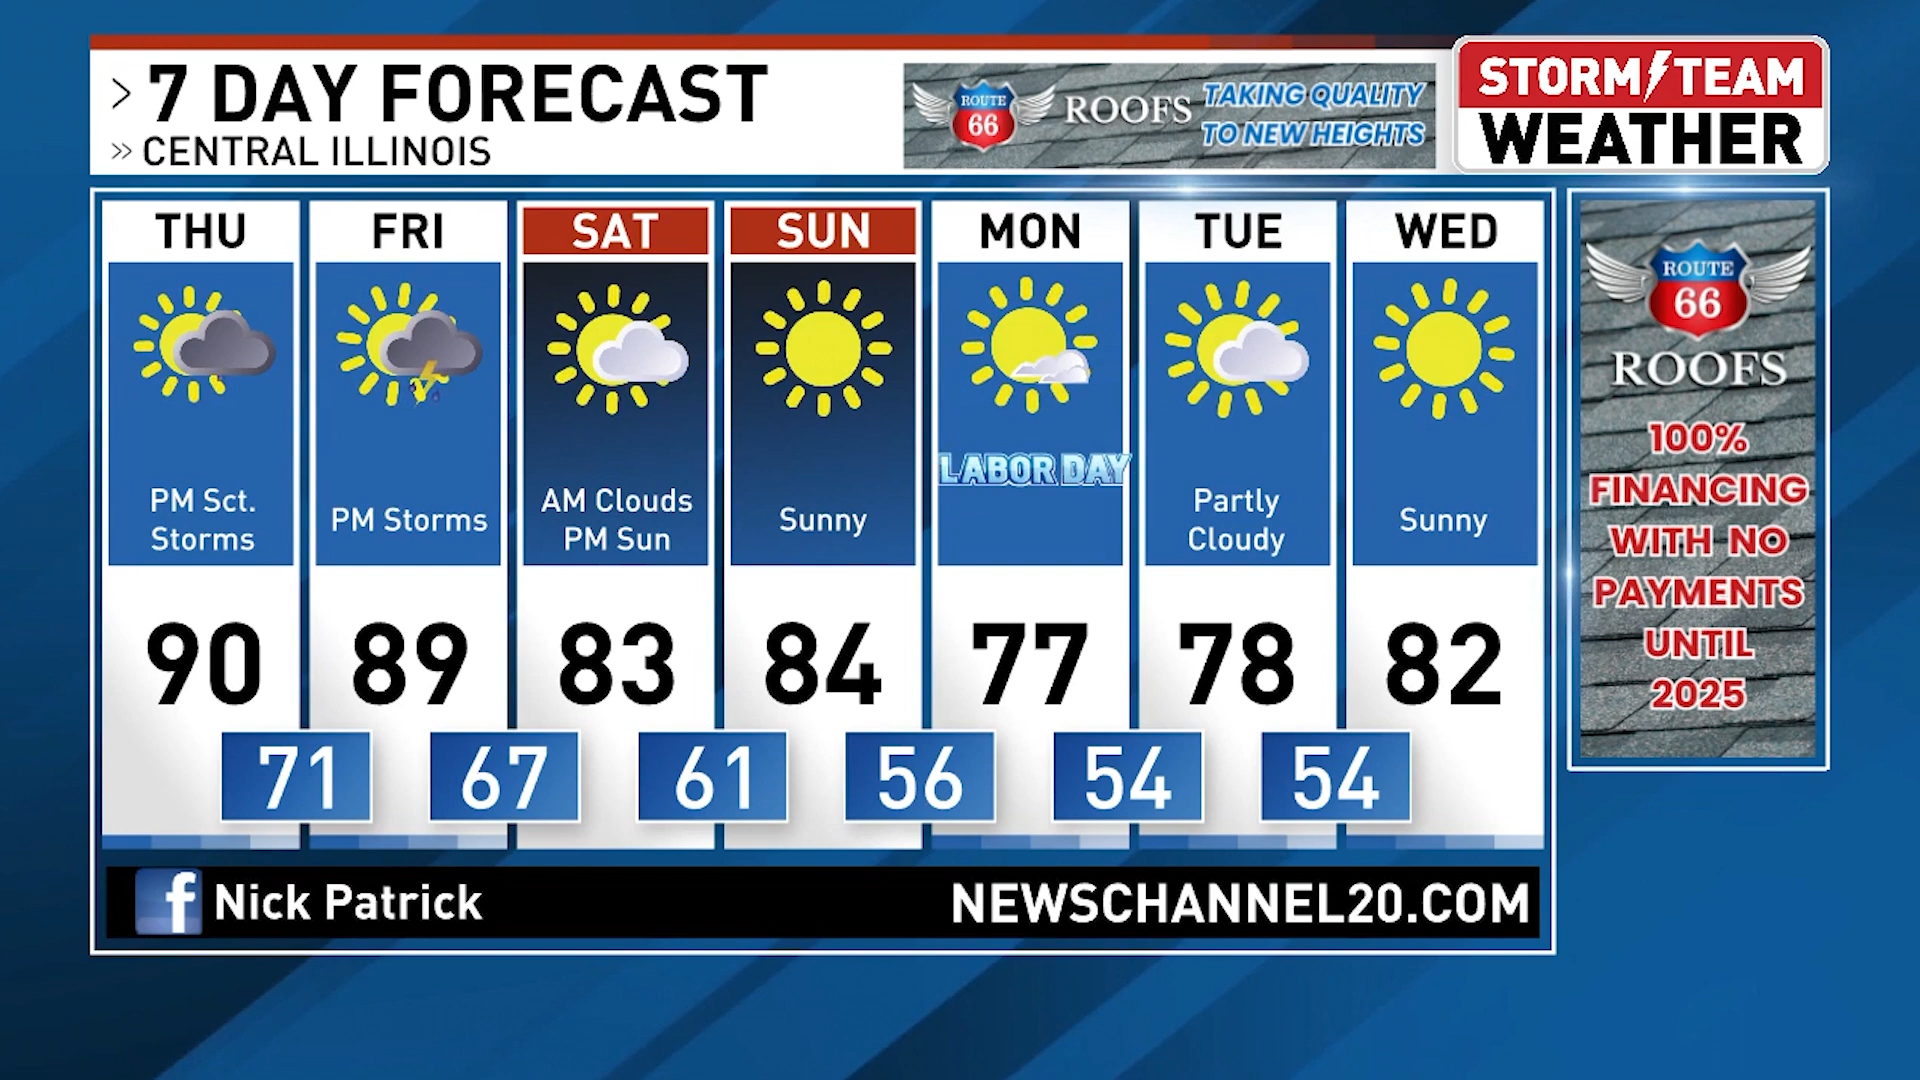 > 7 DAY FORECAST
» CENTRAL ILLINOIS
ROUTE
66
ROOFS
TAKING QUALITY
TO NEW HEIGHTS
STORM TEAM
WEATHER
THU
PM Sct.
Storms
90
71
FRI
PM Storms
89
67
SAT
AM Clouds
PM Sun
83
61
SUN
Sunny
84
56
MON
LABOR DAY
77
54
TUE
Partly
Cloudy
78
54
WED
Sunny
82
ROUTE
66
ROOFS
100%
FINANCING
WITH NO
PAYMENTS
UNTIL
2025
f Nick Patrick
NEWSCHANNEL20.COM